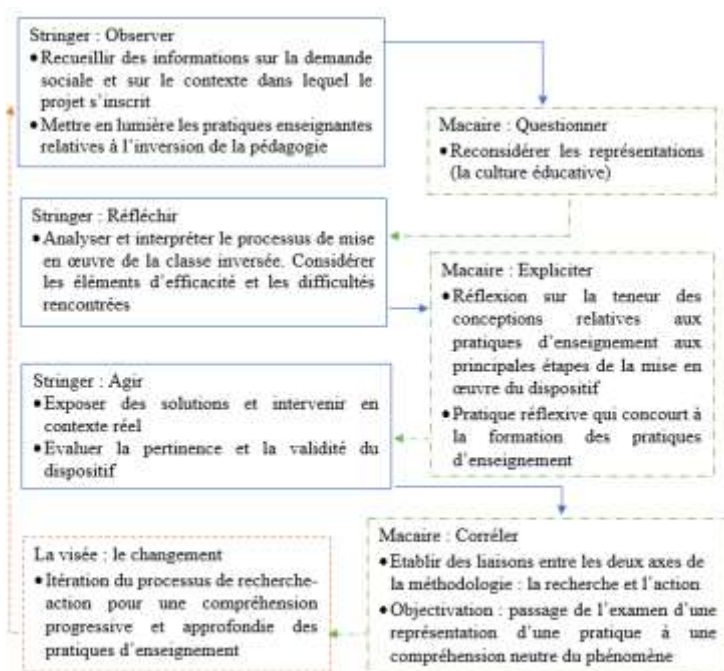 Stringer : Observer
• Recueillir des informations sur la demande
sociale et sur le contexte dans lequel le
projet s’inscrit
• Mettre en lumière les pratiques enseignantes
relatives à l’inversion de la pédagogie
Macaire : Questionner
• Reconsidérer les représentations
(la culture éducative)
Stringer : Réfléchir
• Analyser et interpréter le processus de mise
en œuvre de la classe inversée. Considérer
les éléments d’efficacité et les difficultés
rencontrées
Macaire : Expliciter
• Réflexion sur la teneur des
conceptions relatives aux
pratiques d’enseignement aux
principales étapes de la mise en
œuvre du dispositif
• Pratique réflexive qui concourt à
la formation des pratiques
d’enseignement
Stringer : Agir
• Exposer des solutions et intervenir en
contexte réel
• Evaluer la pertinence et la validité du
dispositif
Macaire : Corréler
• Etablir des liaisons entre les deux axes de
la méthodologie : la recherche et l’action
• Objectivation : passage de l’examen d’une
représentation d’une pratique à une
compréhension neutre du phénomène
La visée : le changement
• Itération du processus de recherche-
action pour une compréhension
progressive et approfondie des
pratiques d’enseignement